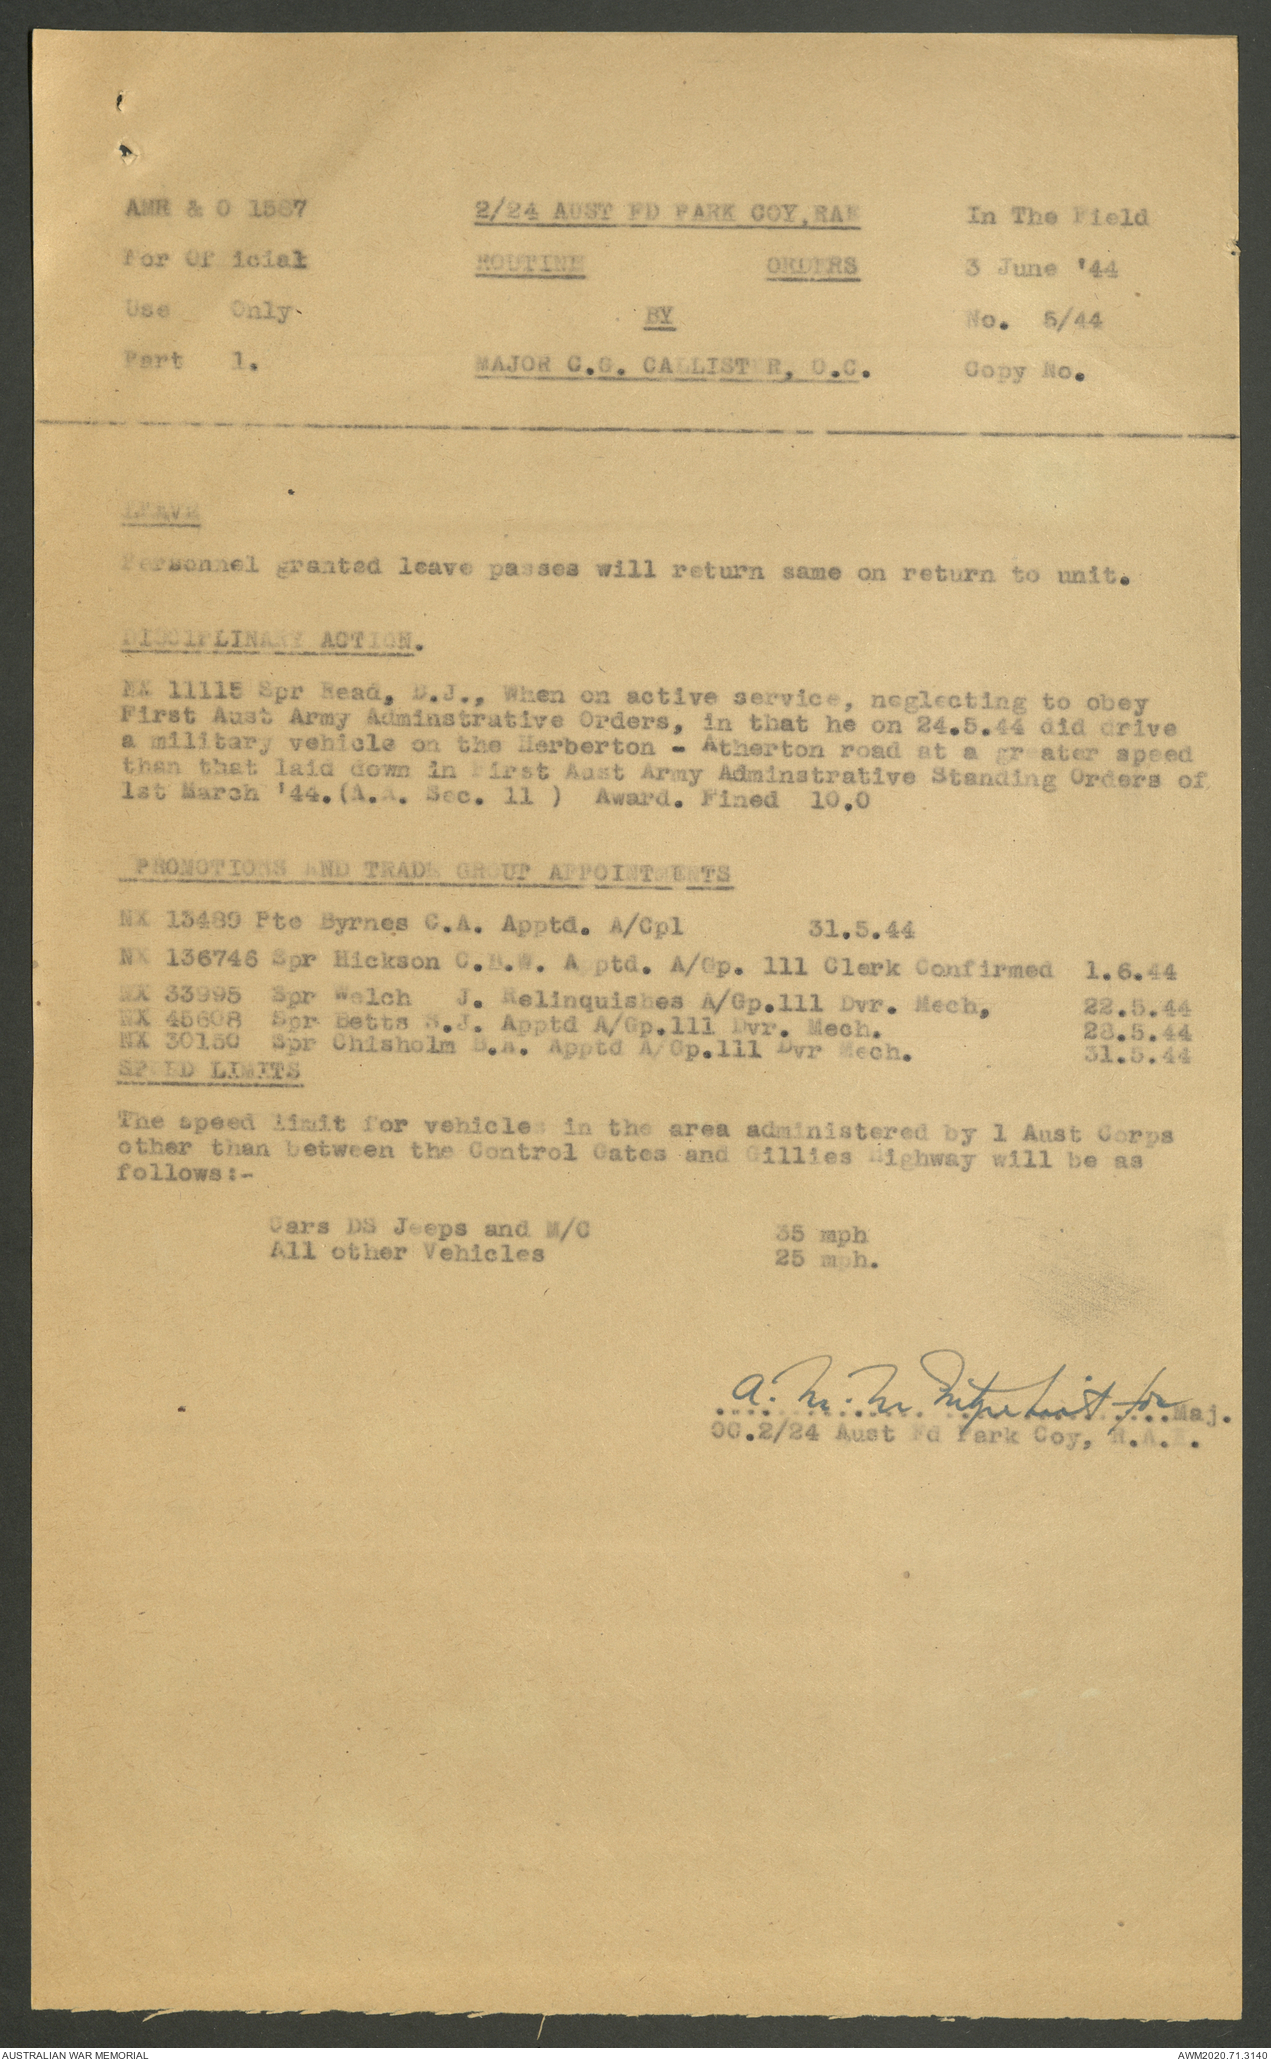 AMR & O 1587 2/24 AUST FD PARK COY,RAE In The Field
For Official ROUTINE ORDERS 3 June '44
Use Only BY No. 5/44
Part 1. MAJOR C.G. CALLISTER, O.C. Copy No.
LEAVE
Personnel granted leave passes will return same on return to unit.
DISCIPLINARY ACTION.
NX 11115 Spr Read, D.J., When on active service, neglecting to obey
First Aust Army Adminstrative Orders, in that he on 24.5.44 did drive
a military vehicle on the Herberton - Atherton road at a greater speed
than that laid down in First Aust Army Adminstrative Standing Orders of
1st March '44.(A.A. Sec. 11 ) Award. Fined 10.0
PROMOTIONS AND TRADE GROUP APPOINTMENTS
NX 13489 Pte Byrnes C.A. Apptd. A/Cpl 31.5.44
NX 136746 Spr Hickson C.B.W. Apptd. A/Gp. 111 Clerk Confirmed 1.6.44
NX 33995 Spr Welch J. Relinquishes A/Gp.111 Dvr. Mech, 22.5.44
NX 45608 Spr Betts S.J. Apptd A/Gp.111 Dvr. Mech. 23.5.44
NX 30150 Spr Chisholm B.A. Apptd A/Gp.111 Dvr Mech. 31.5.44
SPEED LIMITS
The speed limit for vehicles in the area administered by 1 Aust Corps
other than between the Control Gates and Gillies Highway will be as
follows:-
Cars DS Jeeps and M/C 35 mph
All other Vehicles 25 mph.
for Maj.
OC.2/24 Aust Fd Park Coy, R.A.E.
AUSTRALIAN WAR MEMORIAL AWM2020.71.3140